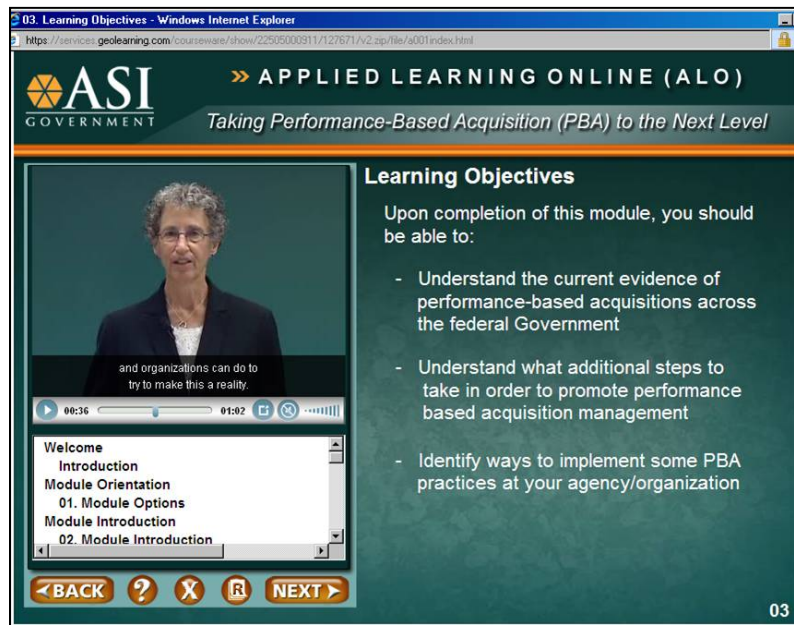 03. Learning Objectives - Windows Internet Explorer
https://services.geolearning.com/courseware/show/22505000911/127671/v2.zip/file/a001index.html
ASI
GOVERNMENT
» APPLIED LEARNING ONLINE (ALO)
Taking Performance-Based Acquisition (PBA) to the Next Level
and organizations can do to
try to make this a reality.
00:36
01:02
Welcome
Introduction
Module Orientation
01. Module Options
Module Introduction
02. Module Introduction
BACK
?
X
R
NEXT
Learning Objectives
Upon completion of this module, you should
be able to:
- Understand the current evidence of
performance-based acquisitions across
the federal Government
- Understand what additional steps to
take in order to promote performance
based acquisition management
- Identify ways to implement some PBA
practices at your agency/organization
03